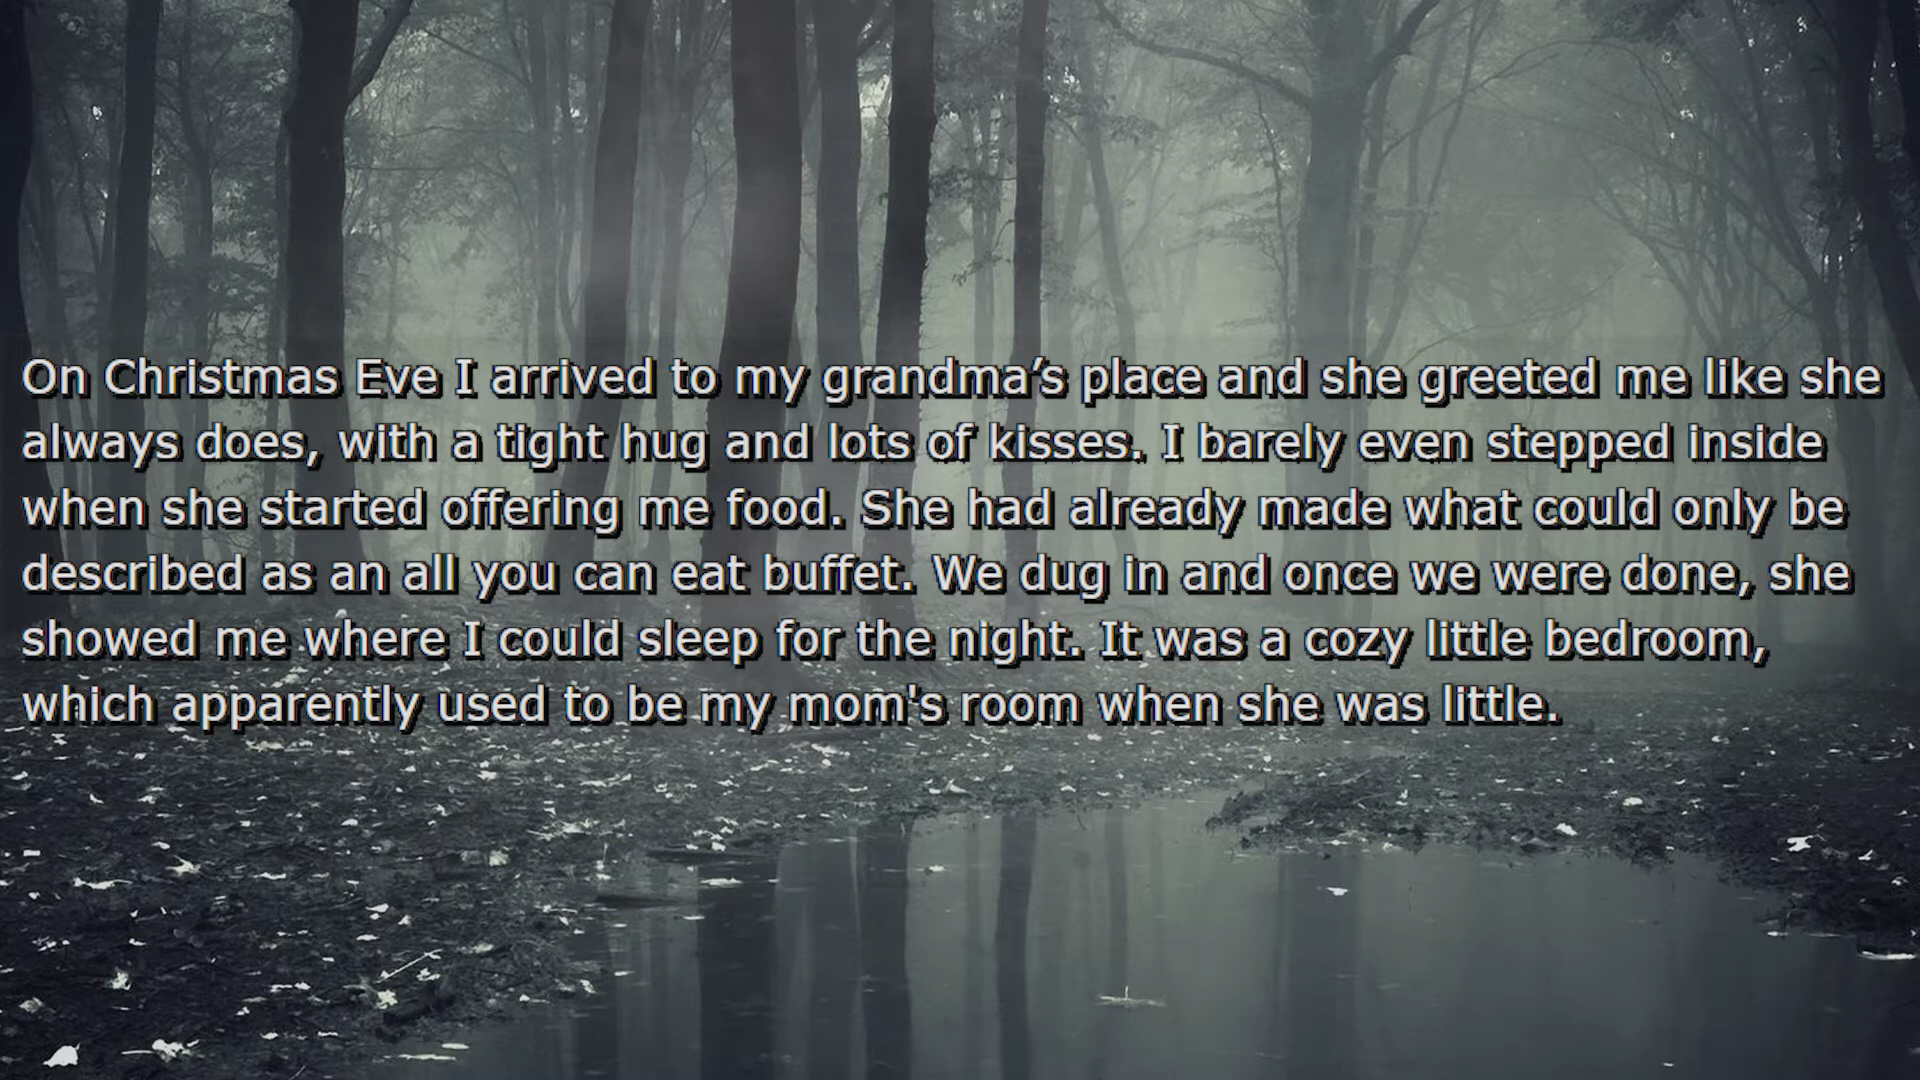 On Christmas Eve I arrived to my grandma’s place and she greeted me like she
always does, with a tight hug and lots of kisses. I barely even stepped inside
when she started offering me food. She had already made what could only be
described as an all you can eat buffet. We dug in and once we were done, she
showed me where I could sleep for the night. It was a cozy little bedroom,
which apparently used to be my mom's room when she was little.